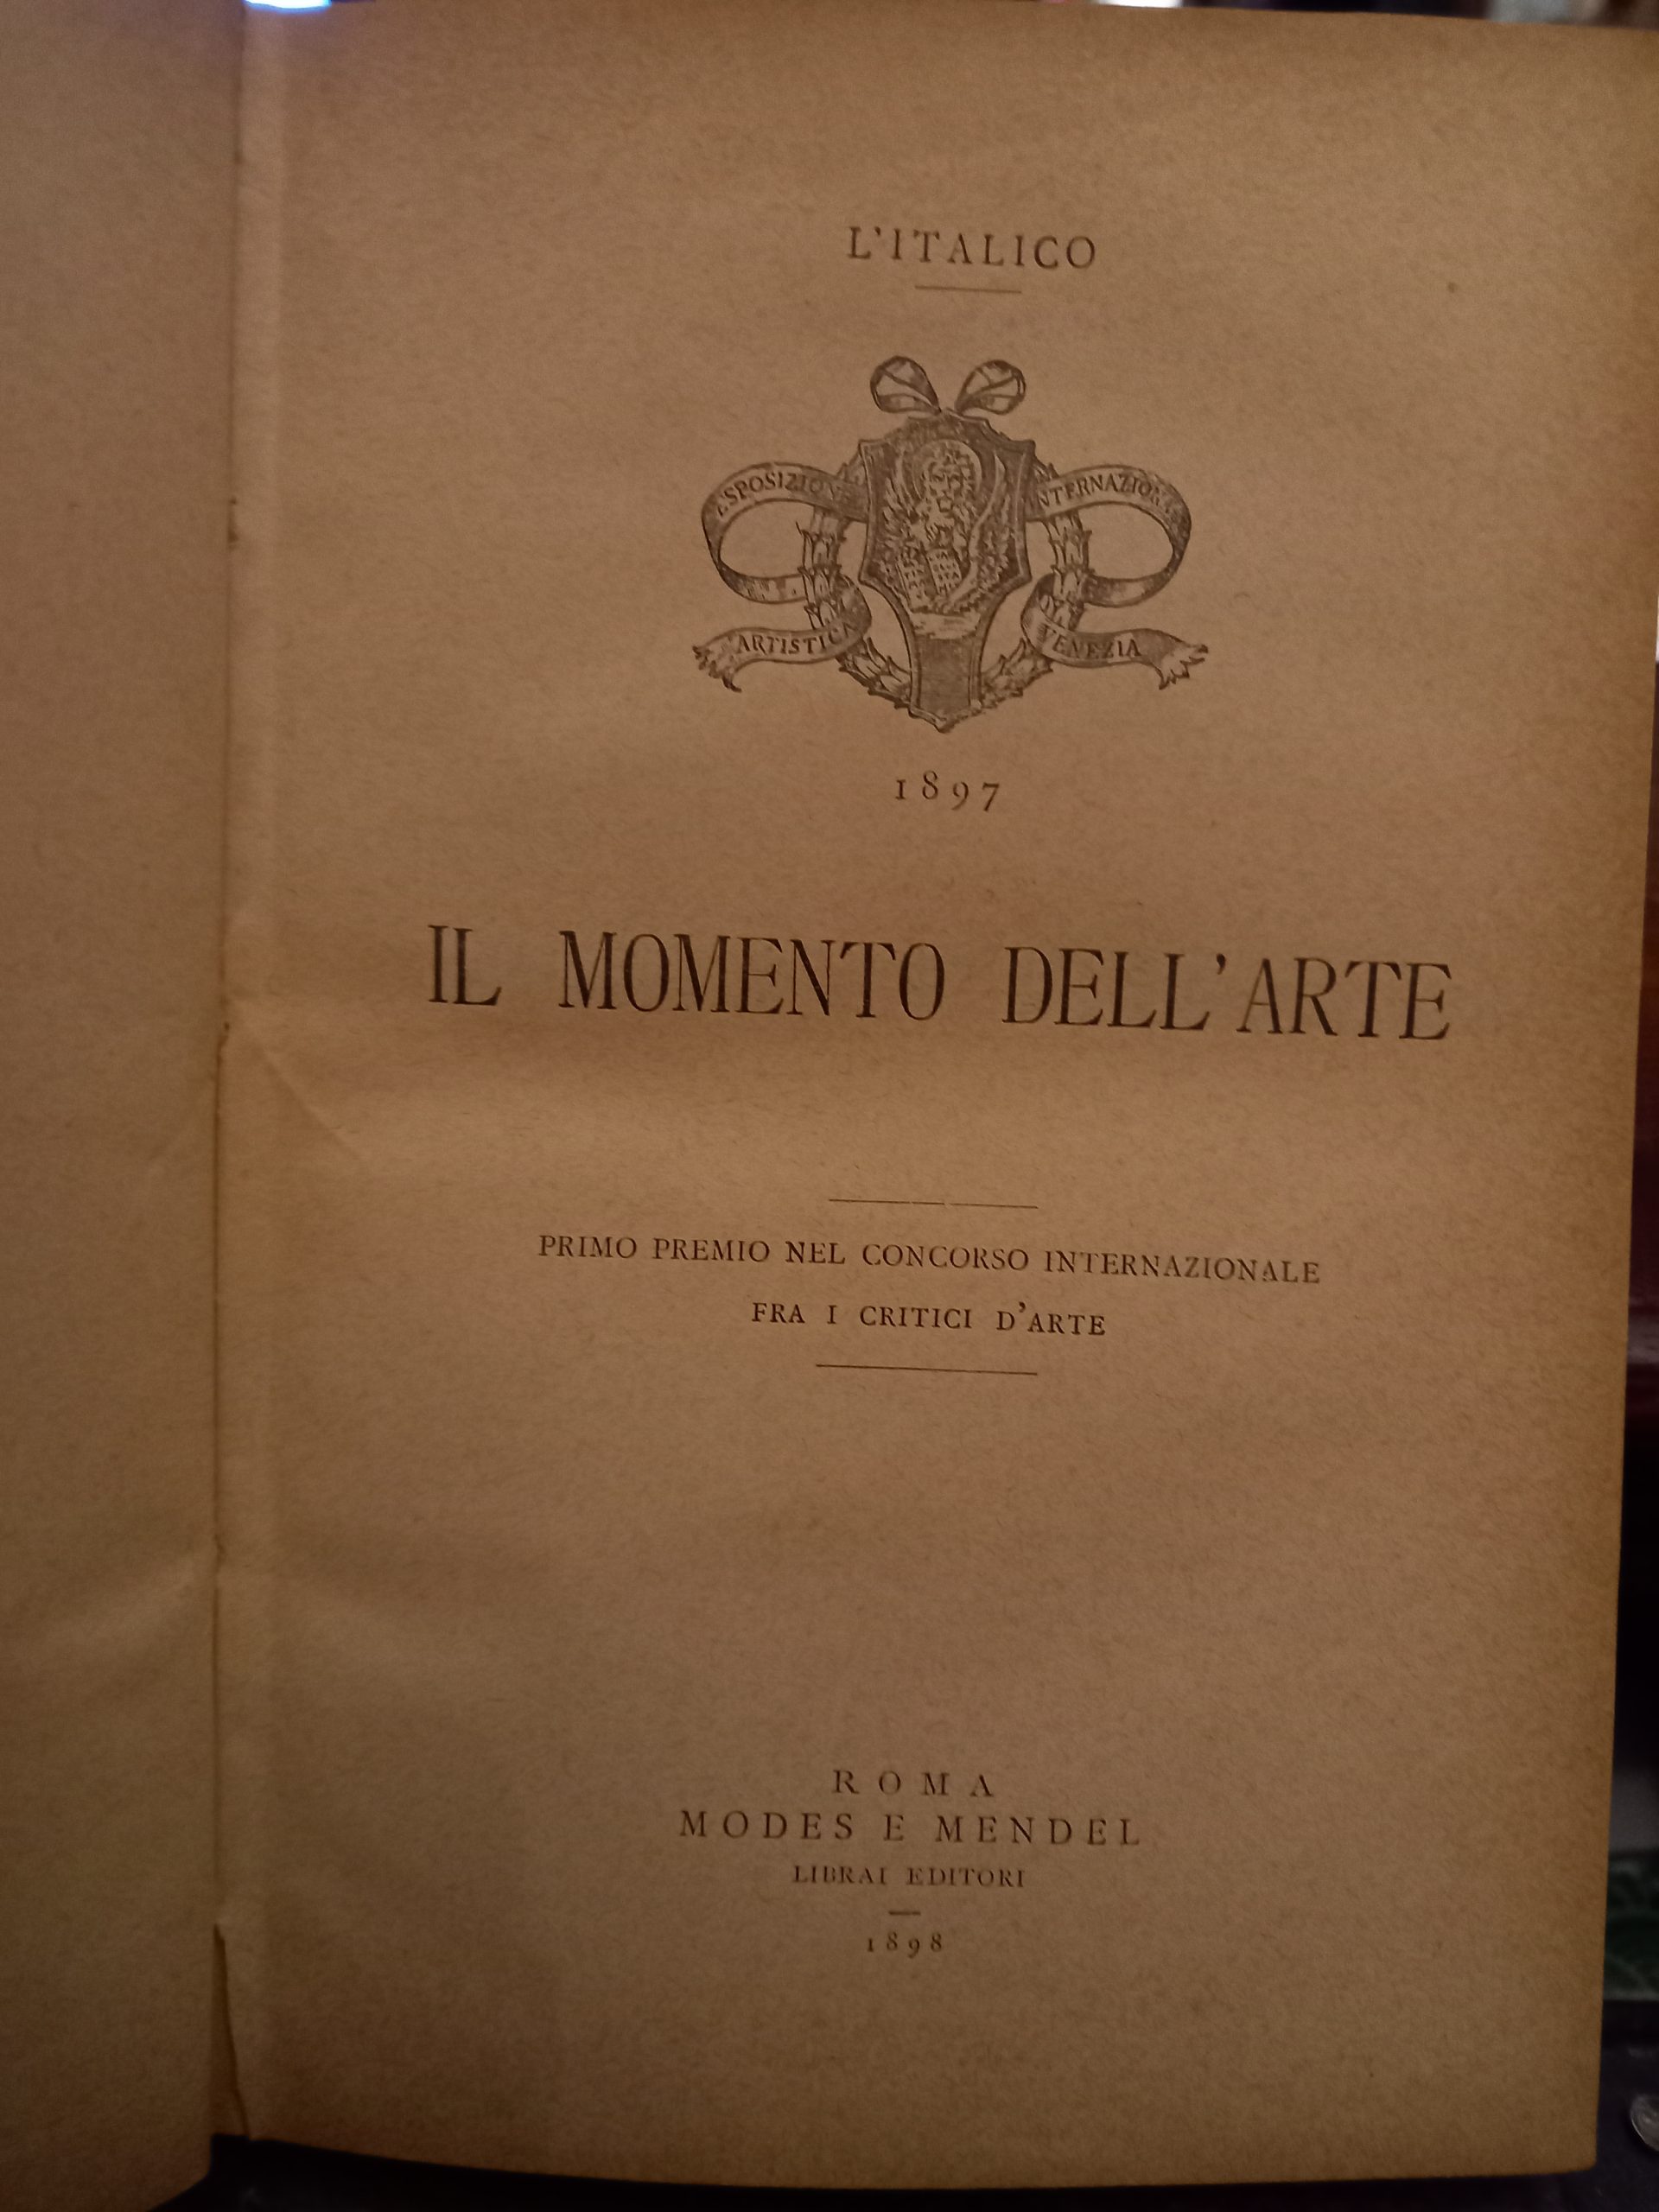 L'ITALICO
ESPOSIZIONE INTERNAZIONALE
ARTISTICA VENEZIA
1897
IL MOMENTO DELL'ARTE
PRIMO PREMIO NEL CONCORSO INTERNAZIONALE
FRA I CRITICI D'ARTE
ROMA
MODES E MENDEL
LIBRAI EDITORI
1898